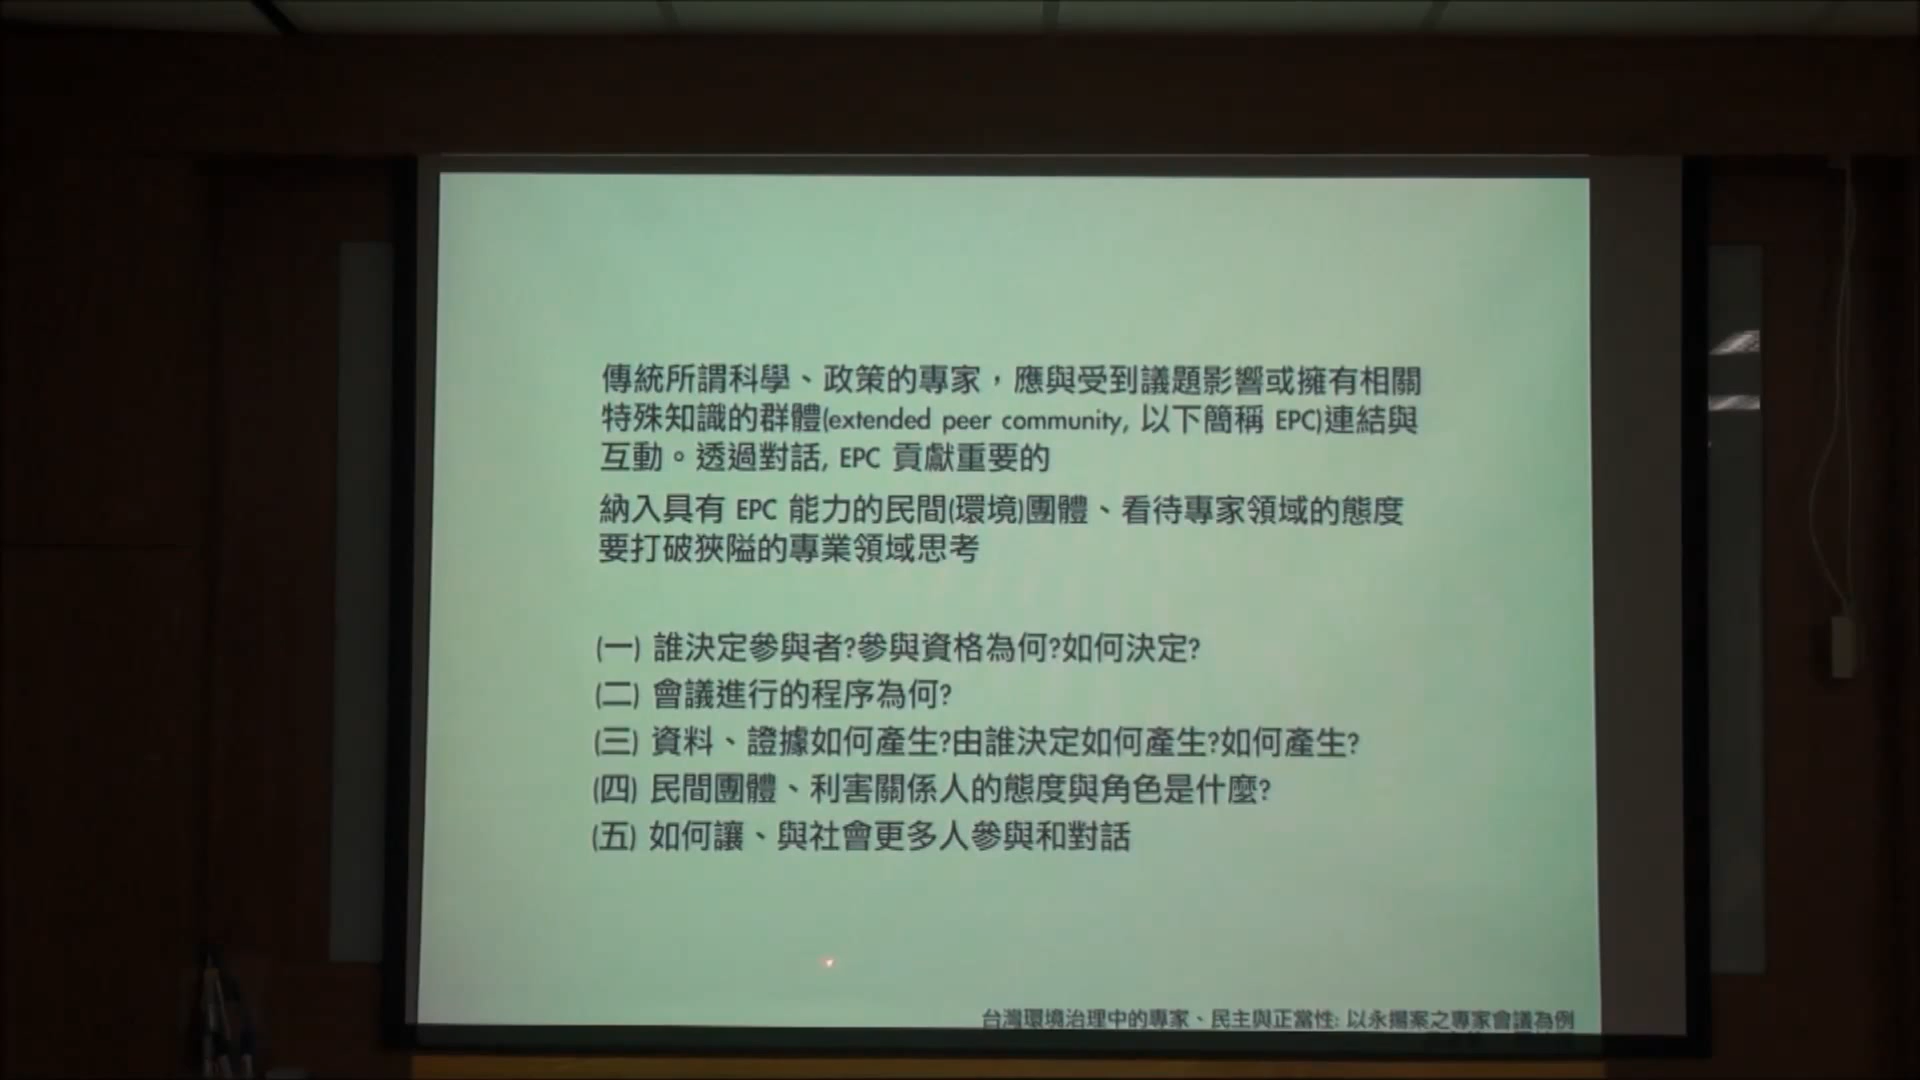 傳統所謂科學、政策的專家，應與受到議題影響或擁有相關
特殊知識的群體(extended peer community, 以下簡稱 EPC)連結與
互動。透過對話, EPC 貢獻重要的
納入具有 EPC 能力的民間(環境)團體、看待專家領域的態度
要打破狹隘的專業領域思考
(一) 誰決定參與者?參與資格為何?如何決定?
(二) 會議進行的程序為何?
(三) 資料、證據如何產生?由誰決定如何產生?如何產生?
(四) 民間團體、利害關係人的態度與角色是什麼?
(五) 如何讓、與社會更多人參與和對話
台灣環境治理中的專家、民主與正當性: 以永揚案之專家會議為例